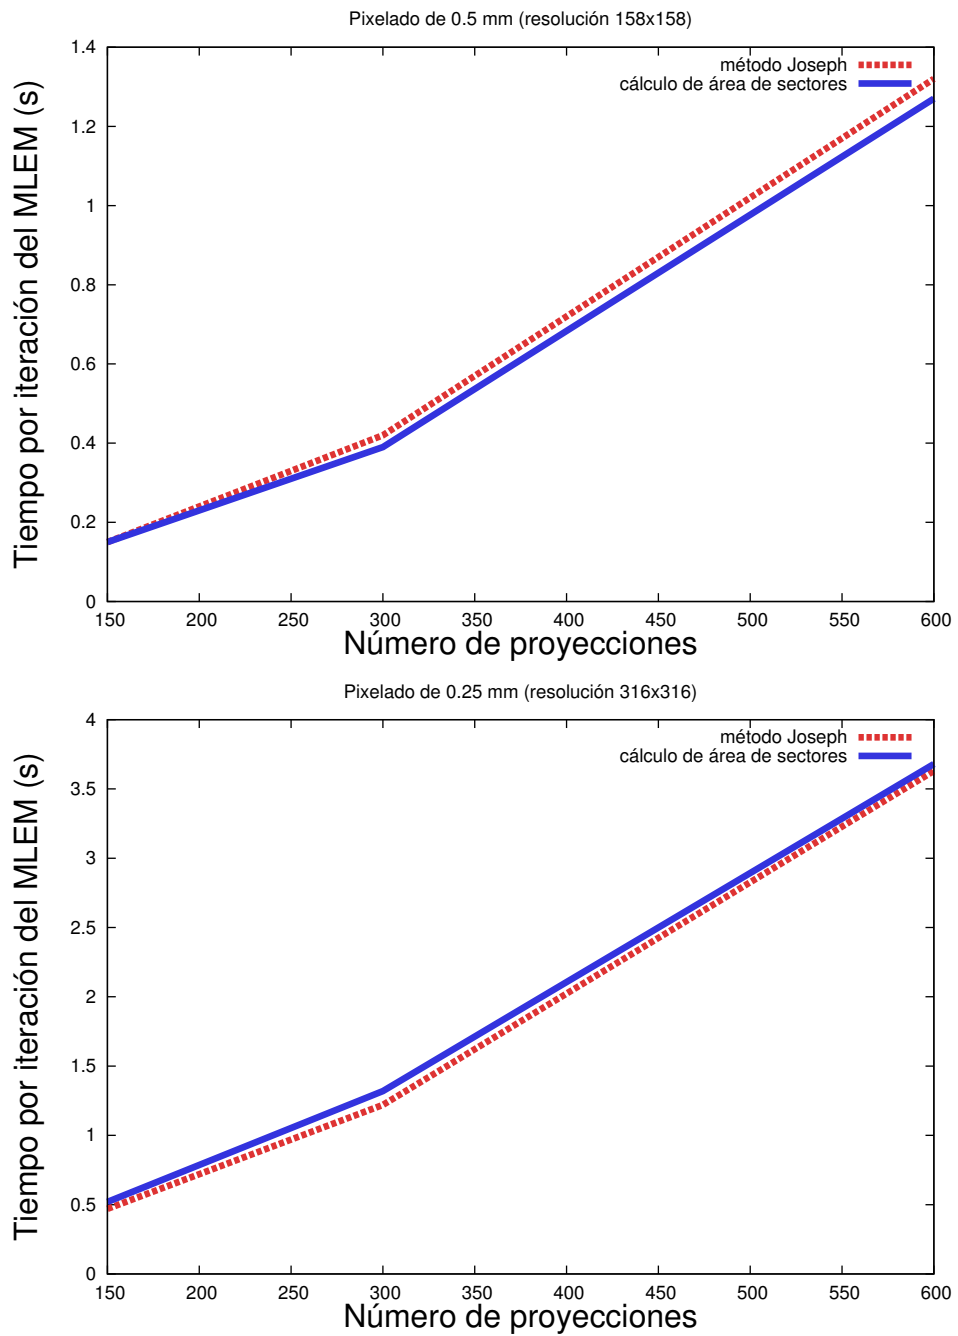 Pixelado de 0.5 mm (resolución 158x158)
método Joseph
cálculo de área de sectores
Tiempo por iteración del MLEM (s)
1.4
1.2
1
0.8
0.6
0.4
0.2
0
150 200 250 300 350 400 450 500 550 600
Número de proyecciones
Pixelado de 0.25 mm (resolución 316x316)
método Joseph
cálculo de área de sectores
Tiempo por iteración del MLEM (s)
4
3.5
3
2.5
2
1.5
1
0.5
0
150 200 250 300 350 400 450 500 550 600
Número de proyecciones